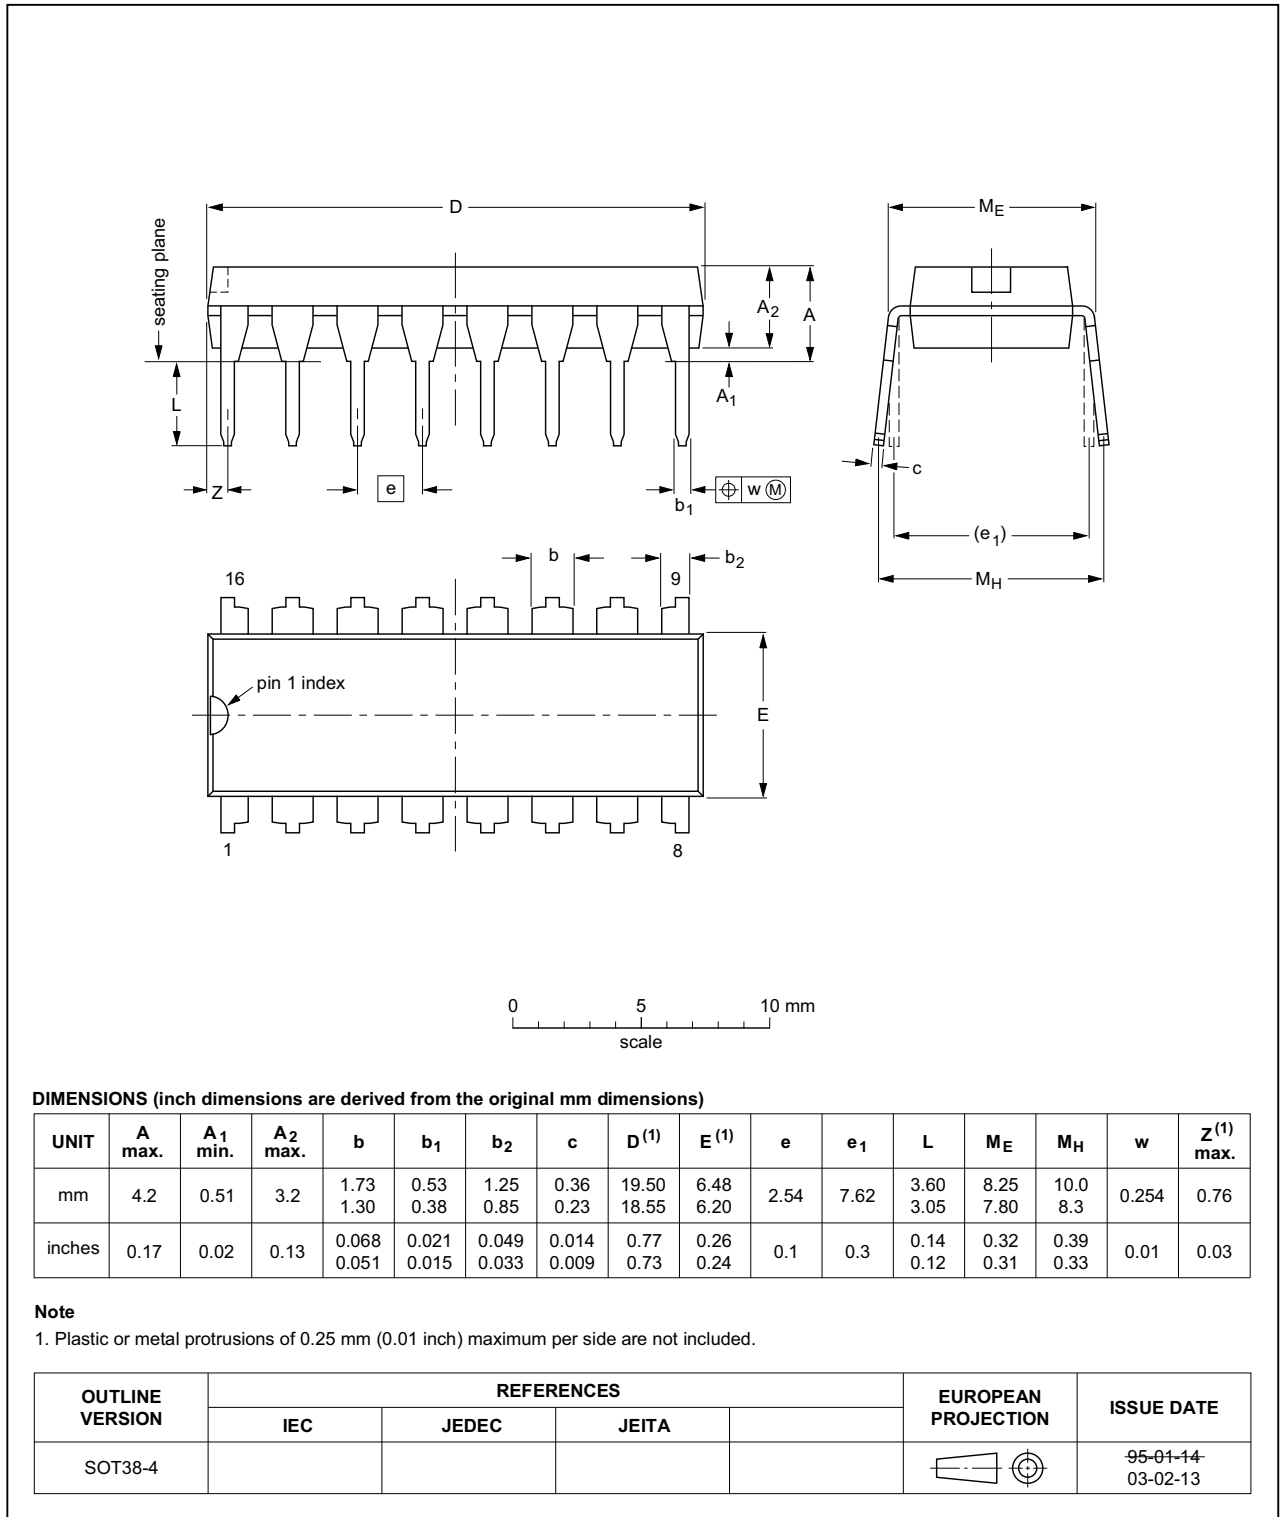 D
ME
seating plane
A2
A
A1
L
Z
e
b1
w M
c
(e1)
MH
b
b2
16
9
pin 1 index
E
1
8
0 5 10 mm
scale
DIMENSIONS (inch dimensions are derived from the original mm dimensions)
UNIT A max. A1 min. A2 max. b b1 b2 c D(1) E(1) e e1 L ME MH w Z(1) max.
mm 4.2 0.51 3.2 1.73 1.30 0.53 0.38 1.25 0.85 0.36 0.23 19.50 18.55 6.48 6.20 2.54 7.62 3.60 3.05 8.25 7.80 10.0 8.3 0.254 0.76
inches 0.17 0.02 0.13 0.068 0.051 0.021 0.015 0.049 0.033 0.014 0.009 0.77 0.73 0.26 0.24 0.1 0.3 0.14 0.12 0.32 0.31 0.39 0.33 0.01 0.03
Note
1. Plastic or metal protrusions of 0.25 mm (0.01 inch) maximum per side are not included.
OUTLINE VERSION REFERENCES EUROPEAN PROJECTION ISSUE DATE
IEC JEDEC JEITA
SOT38-4 95-01-14
03-02-13